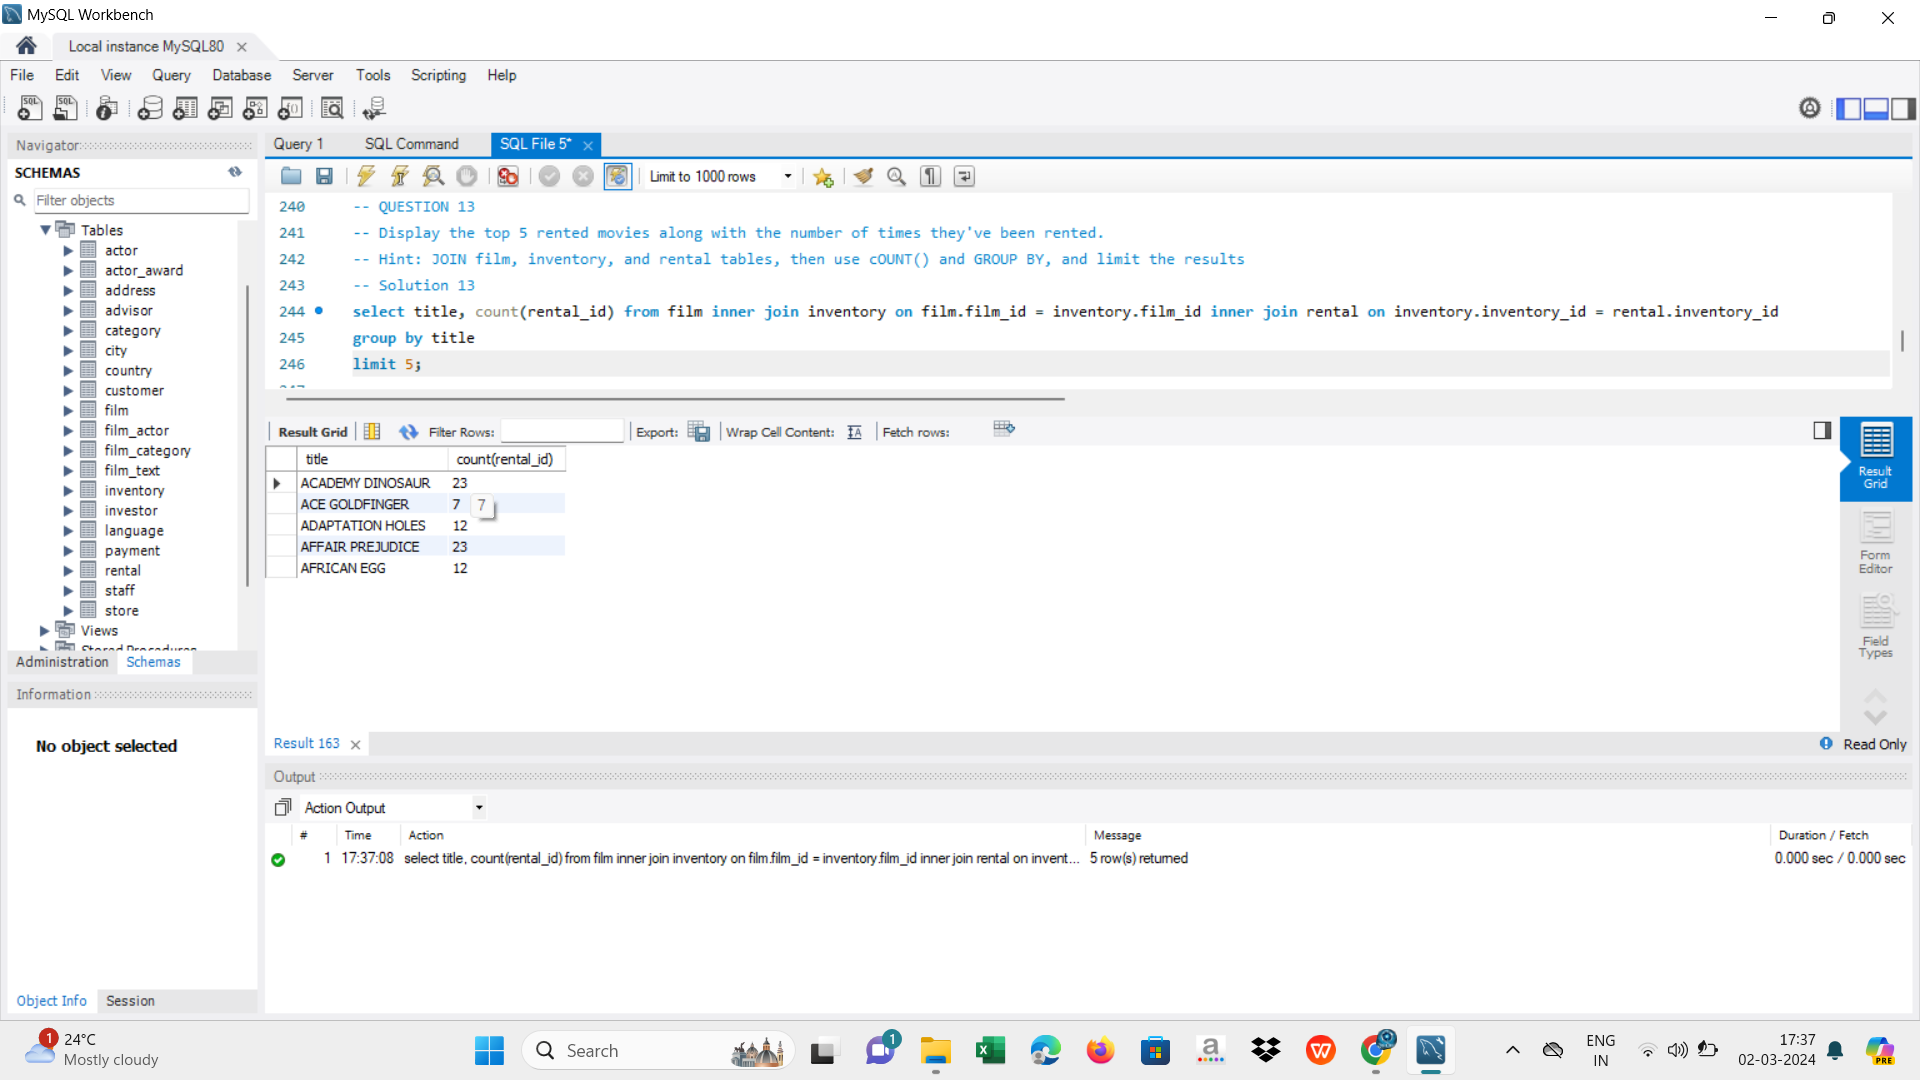 MySQL Workbench
Local instance MySQL80
File Edit View Query Database Server Tools Scripting Help
Navigator
SCHEMAS
Filter objects
Tables
actor
actor_award
address
advisor
category
city
country
customer
film
film_actor
film_category
film_text
inventory
investor
language
payment
rental
staff
store
Views
Stored Procedures
Administration Schemas
Information
No object selected
Object Info Session
Query 1 SQL Command SQL File 5*
Limit to 1000 rows
240 -- QUESTION 13
241 -- Display the top 5 rented movies along with the number of times they've been rented.
242 -- Hint: JOIN film, inventory, and rental tables, then use cOUNT() and GROUP BY, and limit the results
243 -- Solution 13
244 select title, count(rental_id) from film inner join inventory on film.film_id = inventory.film_id inner join rental on inventory.inventory_id = rental.inventory_id
245 group by title
246 limit 5;
247
Result Grid Filter Rows: Export: Wrap Cell Content: Fetch rows:
title count(rental_id)
ACADEMY DINOSAUR 23
ACE GOLDFINGER 7 7
ADAPTATION HOLES 12
AFFAIR PREJUDICE 23
AFRICAN EGG 12
Result
Grid
Form
Editor
Field
Types
Result 163
Read Only
Output
Action Output
# Time Action Message Duration / Fetch
1 17:37:08 select title, count(rental_id) from film inner join inventory on film.film_id = inventory.film_id inner join rental on invent... 5 row(s) returned 0.000 sec / 0.000 sec
1
24°C
Mostly cloudy
Search
1
ENG
IN
17:37
02-03-2024
PRE